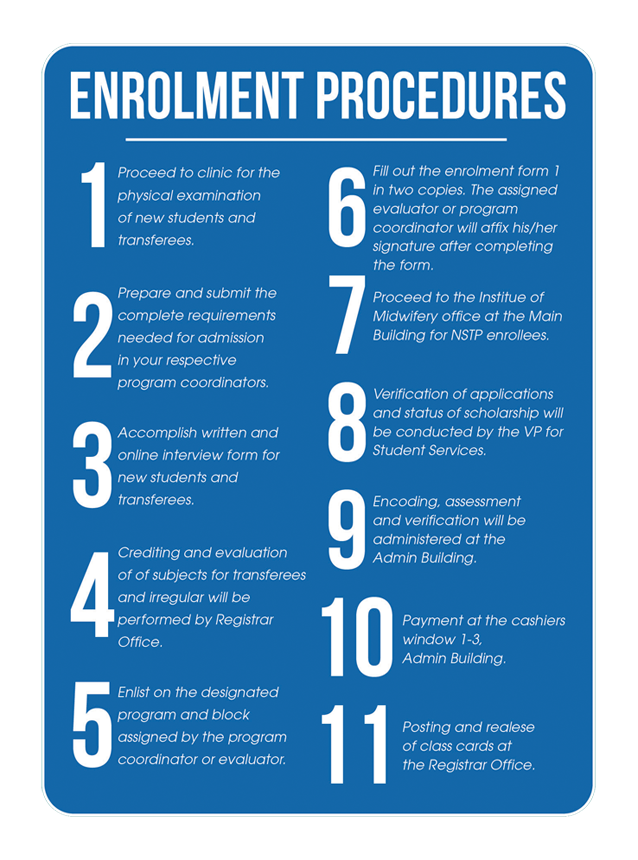 ENROLMENT PROCEDURES
1
Proceed to clinic for the
physical examination
of new students and
transferees.
2
Prepare and submit the
complete requirements
needed for admission
in your respective
program coordinators.
3
Accomplish written and
online interview form for
new students and
transferees.
4
Crediting and evaluation
of of subjects for transferees
and irregular will be
performed by Registrar
Office.
5
Enlist on the designated
program and block
assigned by the program
coordinator or evaluator.
6
Fill out the enrolment form 1
in two copies. The assigned
evaluator or program
coordinator will affix his/her
signature after completing
the form.
7
Proceed to the Institue of
Midwifery office at the Main
Building for NSTP enrollees.
8
Verification of applications
and status of scholarship will
be conducted by the VP for
Student Services.
9
Encoding, assessment
and verification will be
administered at the
Admin Building.
10
Payment at the cashiers
window 1-3,
Admin Building.
11
Posting and realese
of class cards at
the Registrar Office.